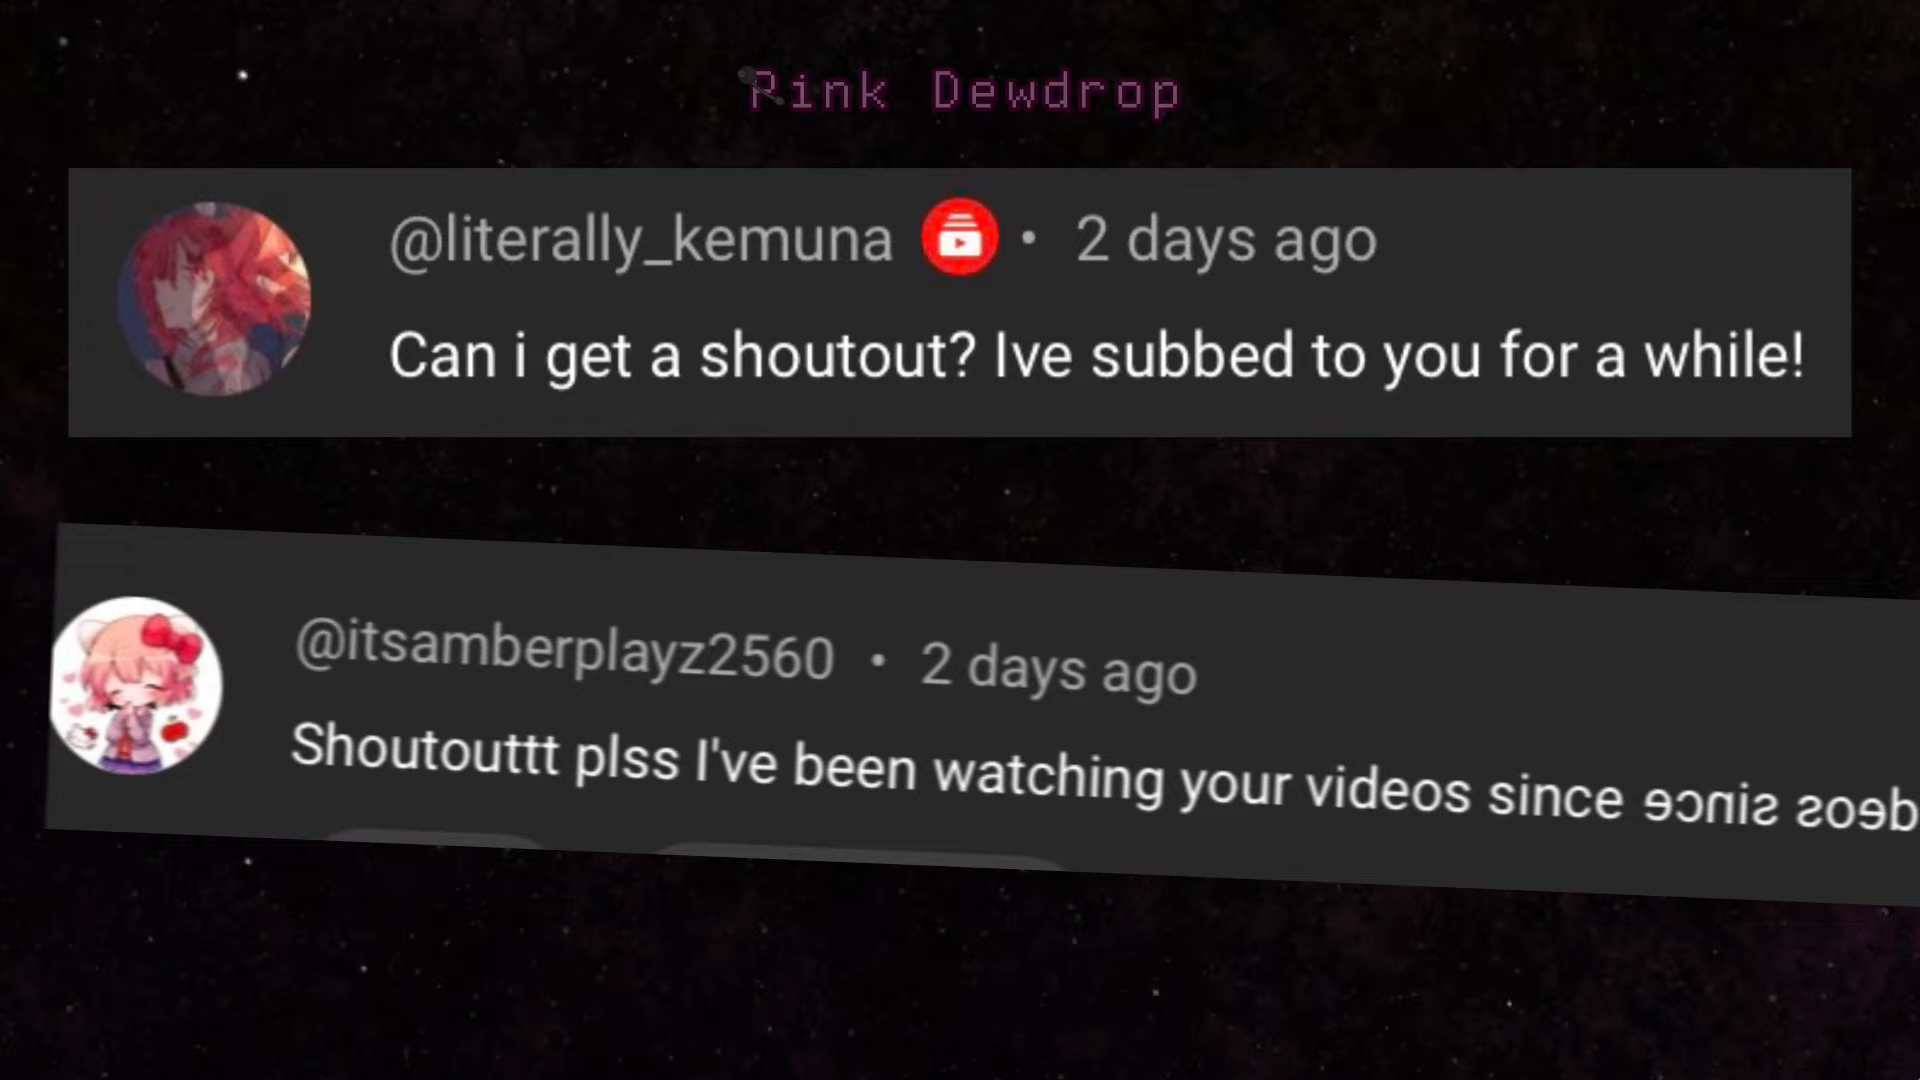 Pink Dewdrop
@literally_kemuna • 2 days ago
Can i get a shoutout? Ive subbed to you for a while!
@itsamberplayz2560 • 2 days ago
Shoutouttt plss I've been watching your videos since